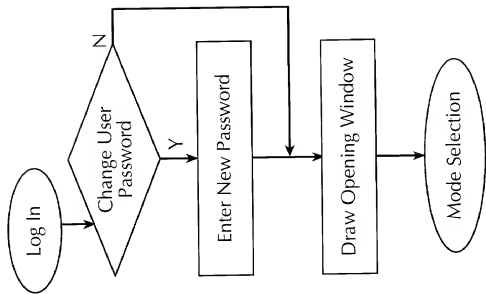 Log In
Change User
Password
N
Y
Enter New Password
Draw Opening Window
Mode Selection